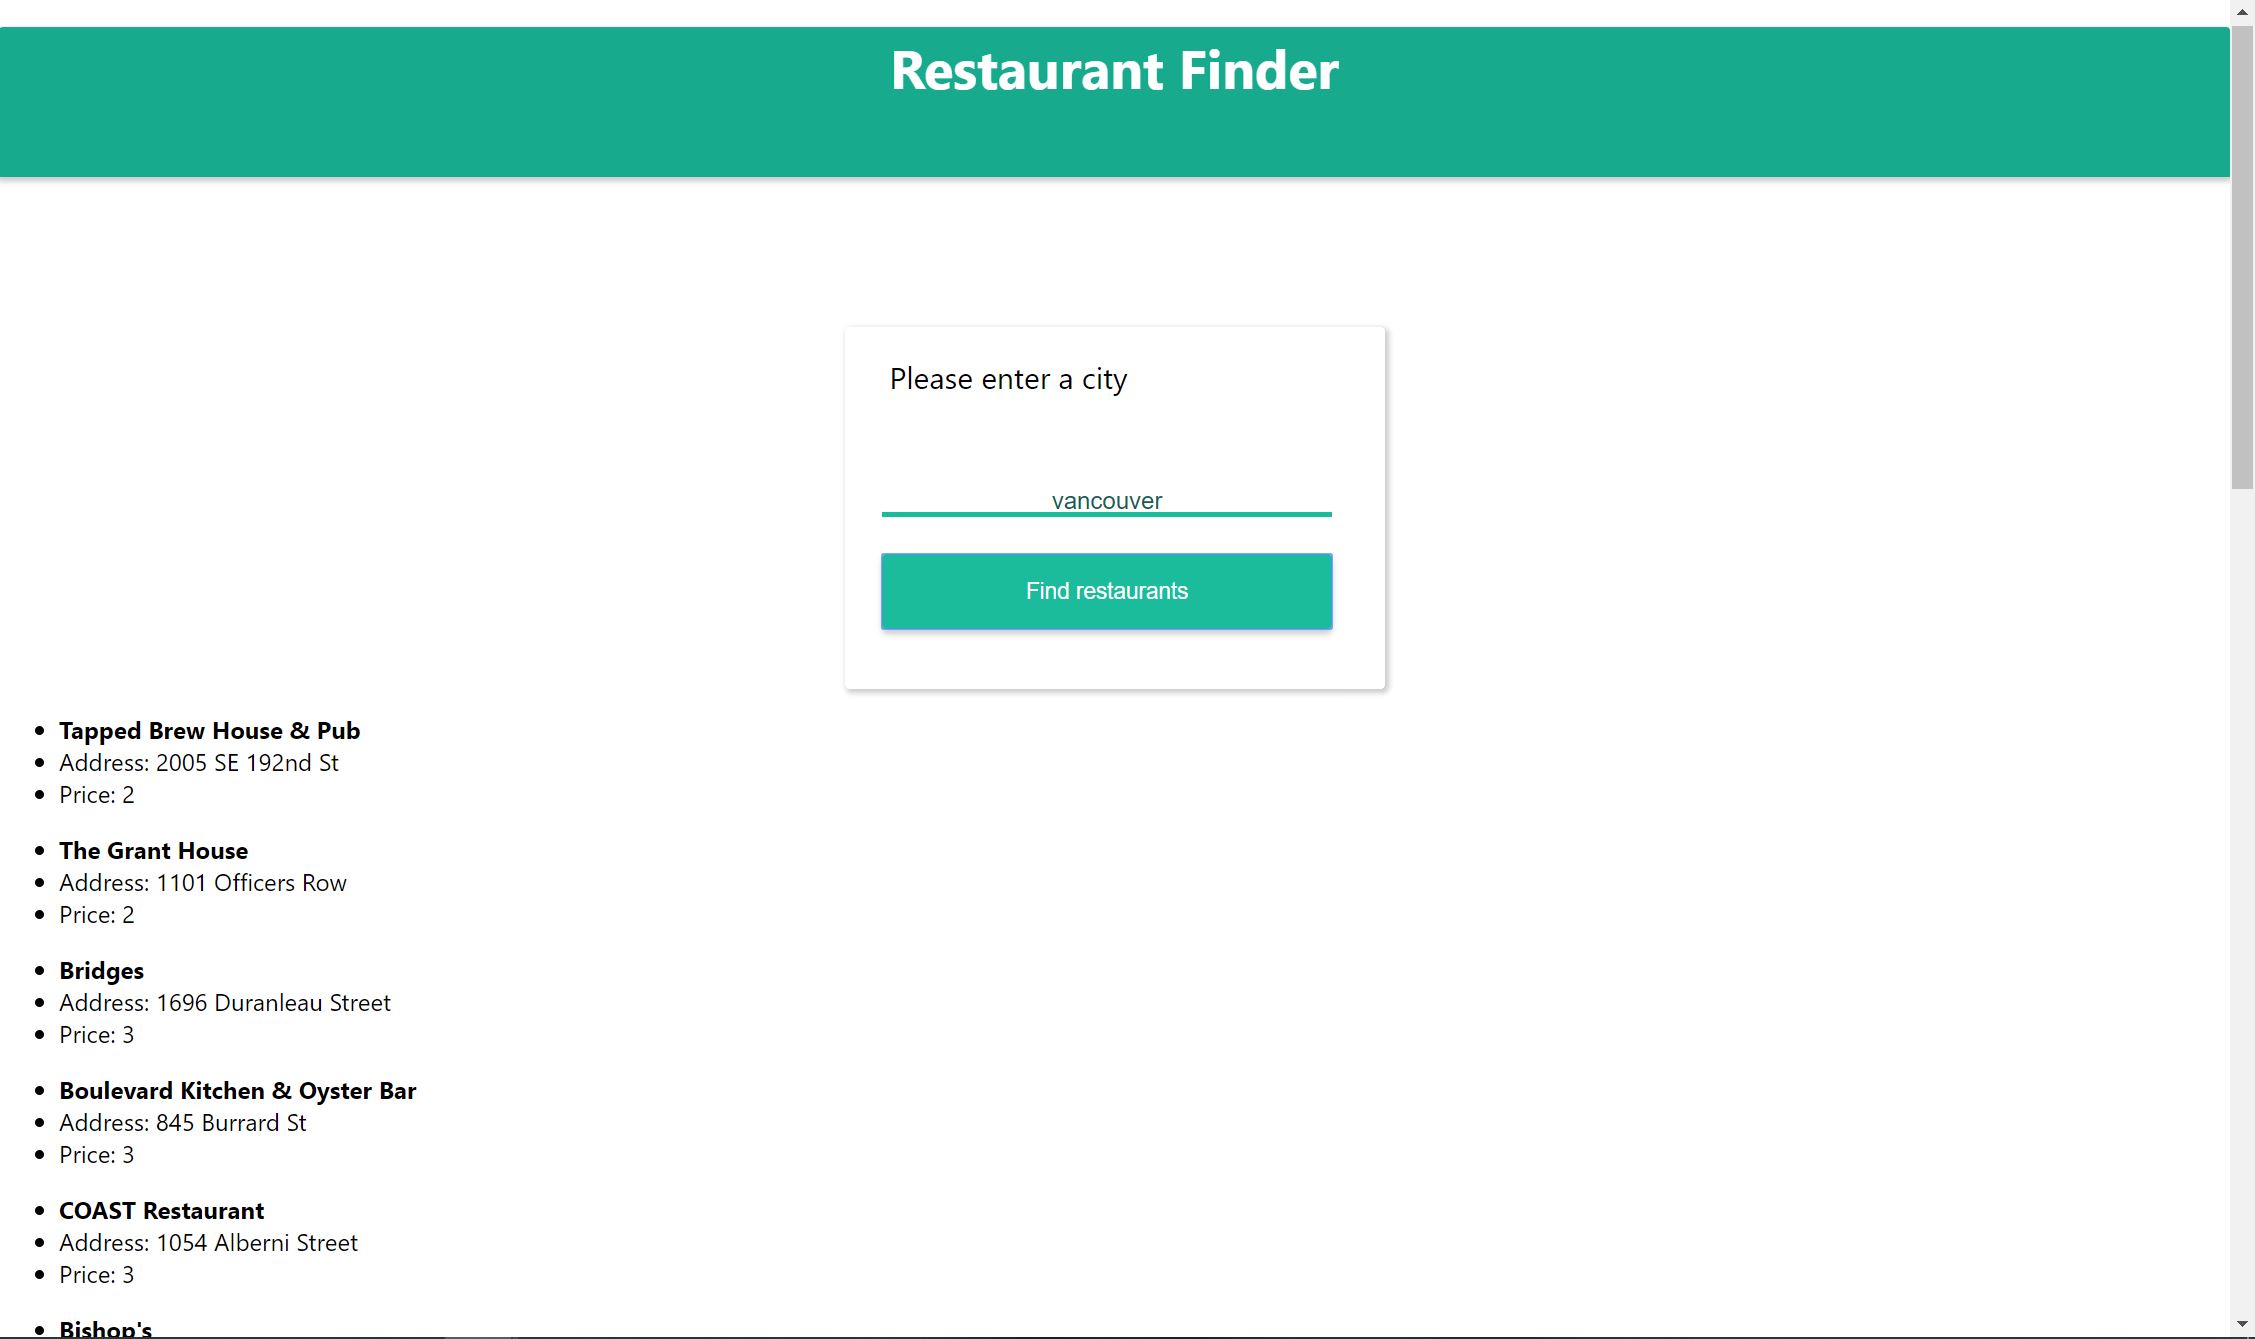 Restaurant Finder
Please enter a city
vancouver
Find restaurants
Tapped Brew House & Pub
Address: 2005 SE 192nd St
Price: 2
The Grant House
Address: 1101 Officers Row
Price: 2
Bridges
Address: 1696 Duranleau Street
Price: 3
Boulevard Kitchen & Oyster Bar
Address: 845 Burrard St
Price: 3
COAST Restaurant
Address: 1054 Alberni Street
Price: 3
Bishop's